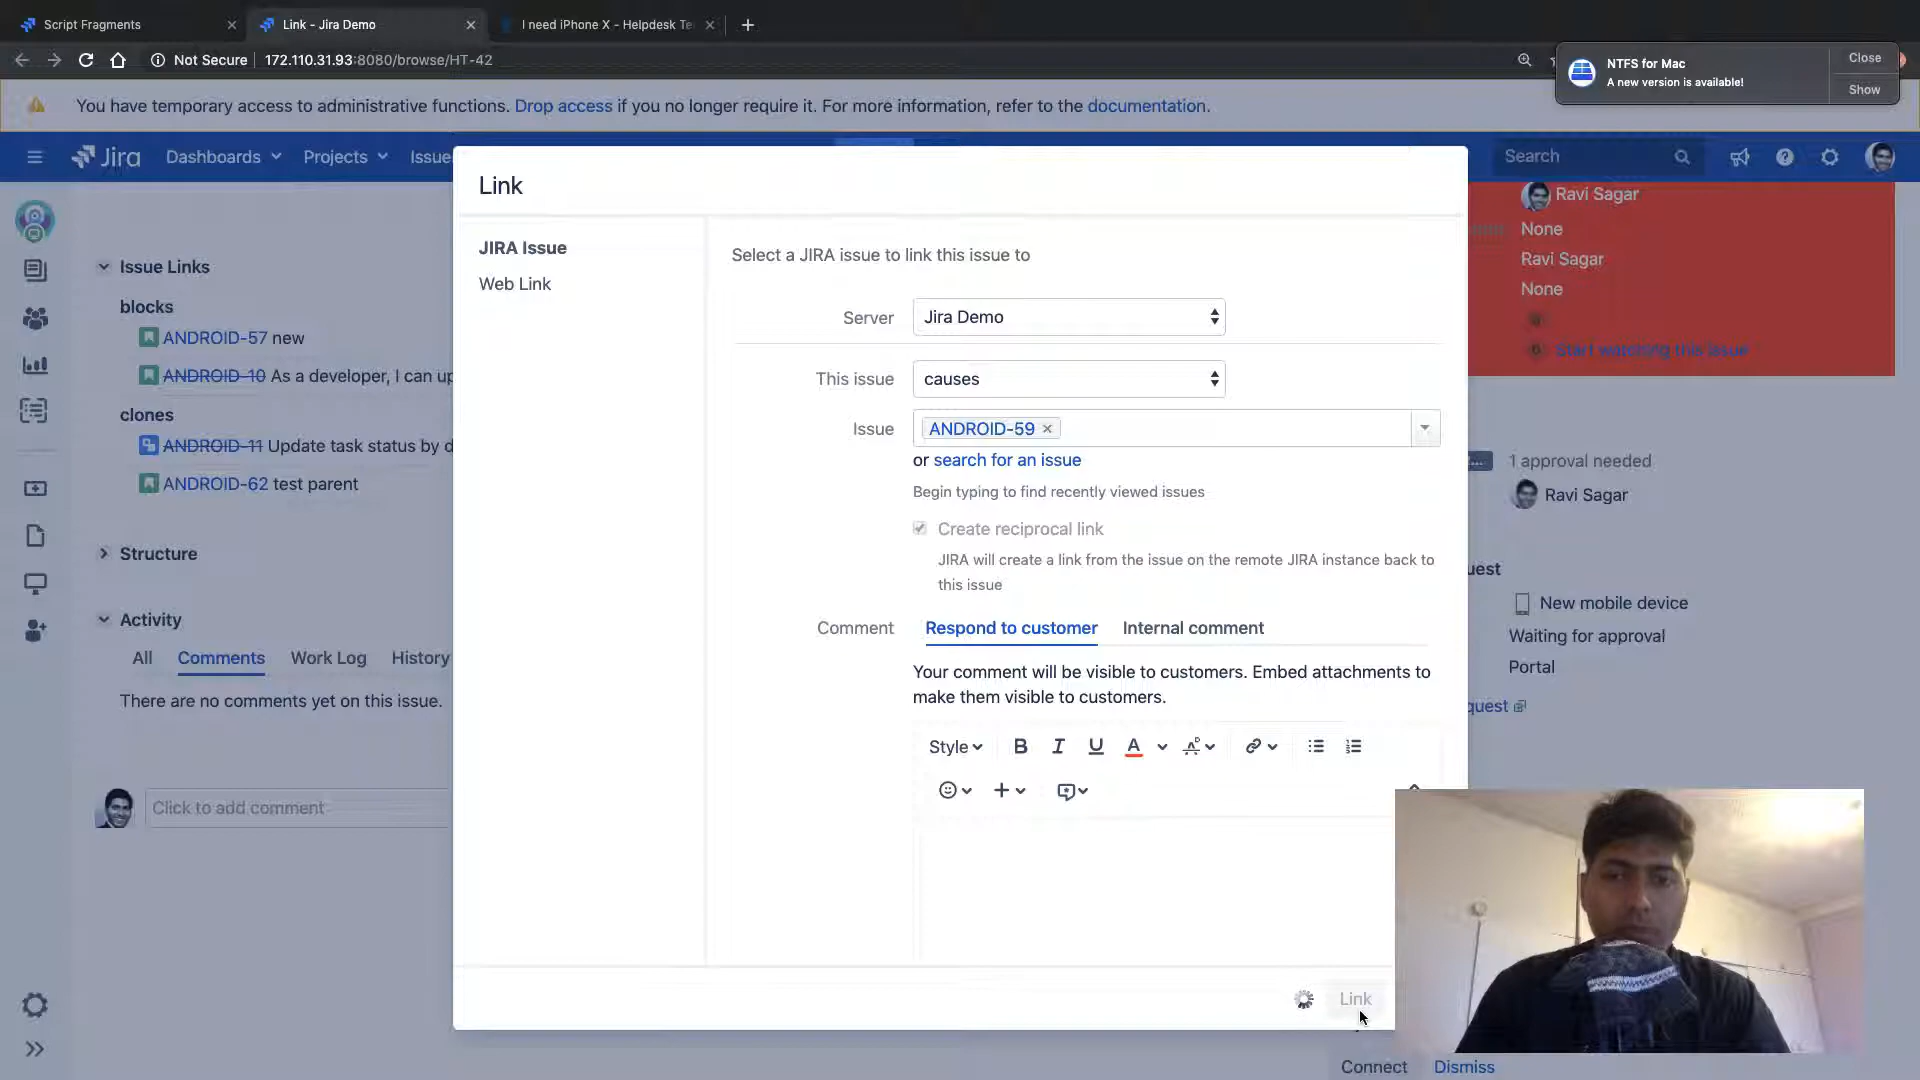 Script Fragments
Link - Jira Demo
I need iPhone X - Helpdesk Te
Not Secure
172.110.31.93:8080/browse/HT-42
NTFS for Mac
A new version is available!
Close
Show
You have temporary access to administrative functions. Drop access if you no longer require it. For more information, refer to the documentation.
Jira
Dashboards
Projects
Issue
Search
Link
JIRA Issue
Web Link
Select a JIRA issue to link this issue to
Server
Jira Demo
This issue
causes
Issue
ANDROID-59
or search for an issue
Begin typing to find recently viewed issues
Create reciprocal link
JIRA will create a link from the issue on the remote JIRA instance back to
this issue
Comment
Respond to customer
Internal comment
Your comment will be visible to customers. Embed attachments to
make them visible to customers.
Style
Link
Issue Links
blocks
ANDROID-57 new
ANDROID-10 As a developer, I can up
clones
ANDROID-11 Update task status by d
ANDROID-62 test parent
Structure
Activity
All
Comments
Work Log
History
There are no comments yet on this issue.
Click to add comment
Ravi Sagar
None
Ravi Sagar
None
Start watching this issue
1 approval needed
Ravi Sagar
uest
New mobile device
Waiting for approval
Portal
quest
Connect
Dismiss